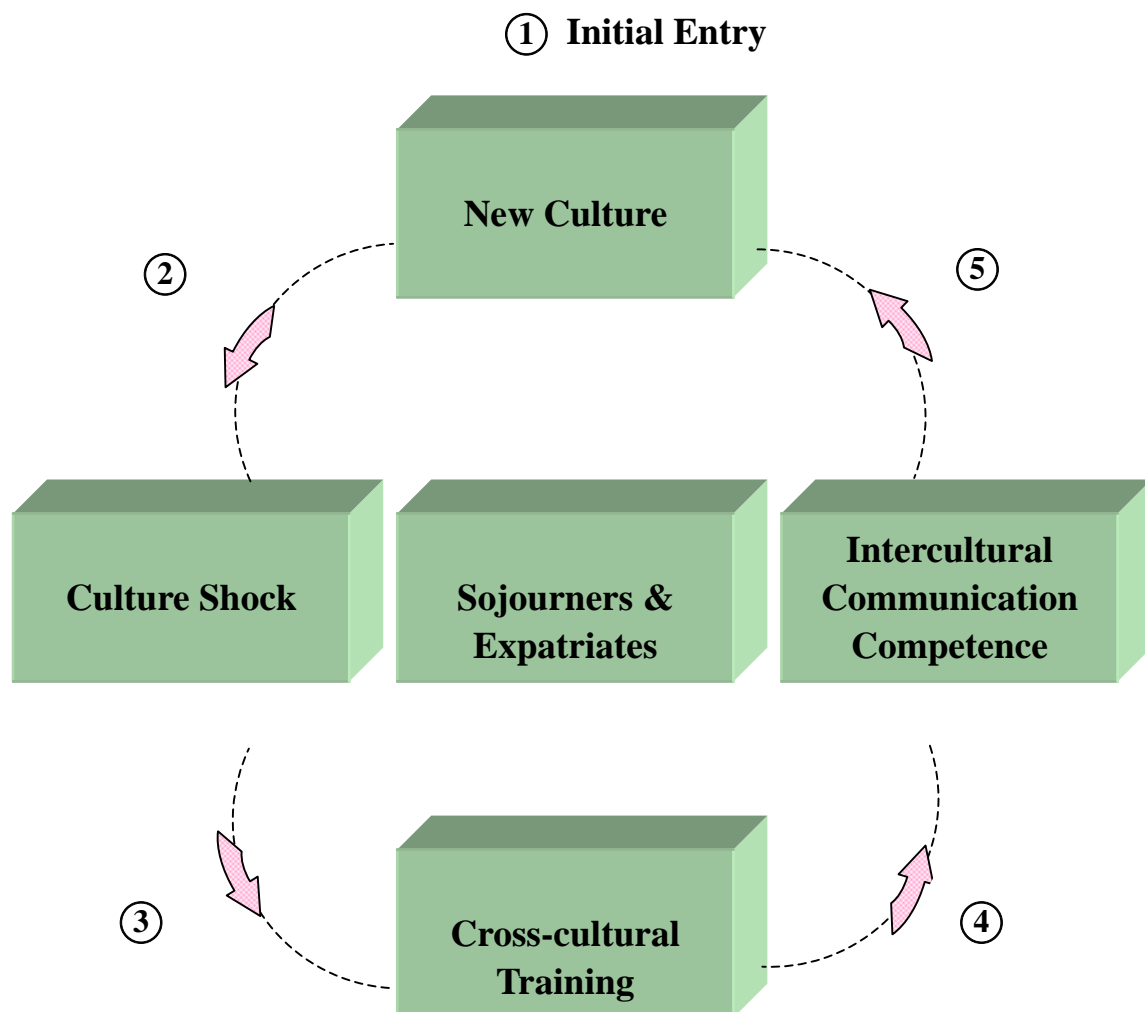 ① Initial Entry
New Culture
②
⑤
Culture Shock
Sojourners &
Expatriates
Intercultural
Communication
Competence
③
④
Cross-cultural
Training